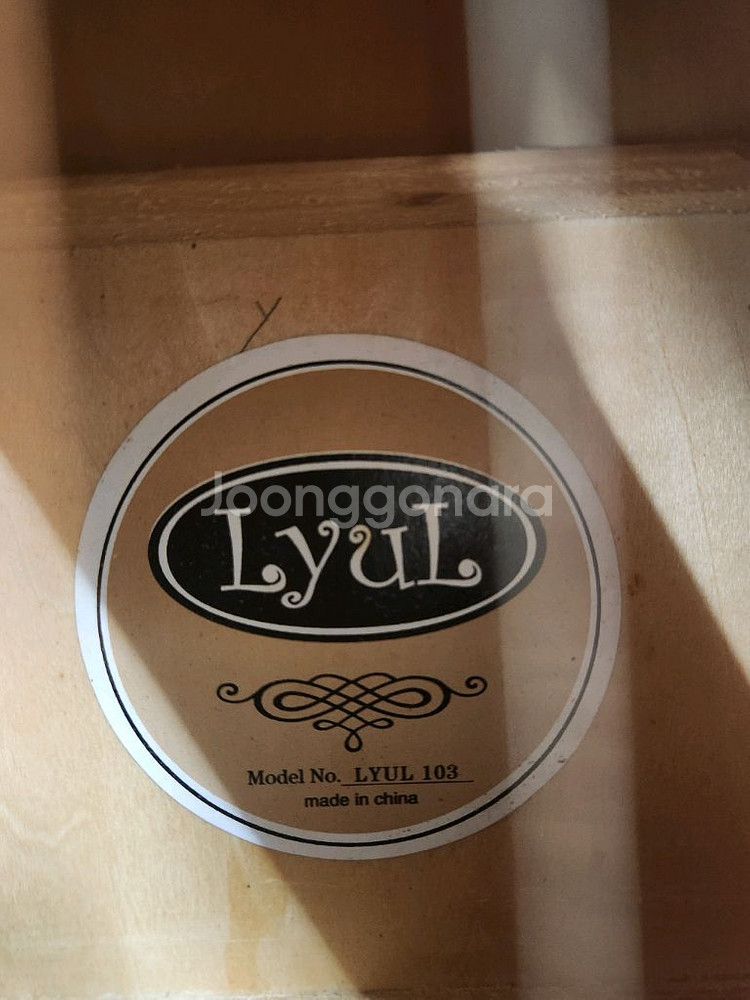 Joonggonara
LyuL
Model No. LYUL 103
made in china